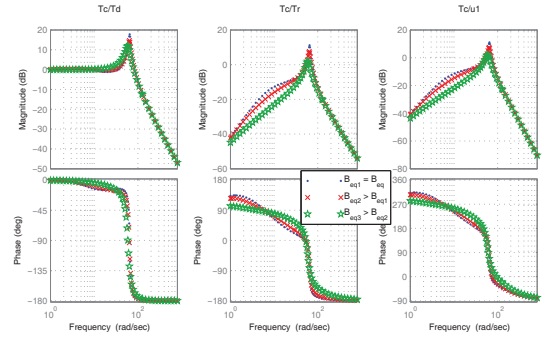 Tc/Td
Tc/Tr
Tc/u1
Magnitude (dB)
20
10
0
−10
−20
−30
−40
−50
Magnitude (dB)
20
0
−20
−40
−60
Magnitude (dB)
20
0
−20
−40
−60
−80
Phase (deg)
0
−45
−90
−135
−180
Phase (deg)
180
90
0
−90
−180
Phase (deg)
360
270
180
90
0
−90
B eq1 = B eq
B eq2 > B eq1
B eq3 > B eq2
10 0
10 2
10 0
10 2
10 0
10 2
Frequency (rad/sec)
Frequency (rad/sec)
Frequency (rad/sec)